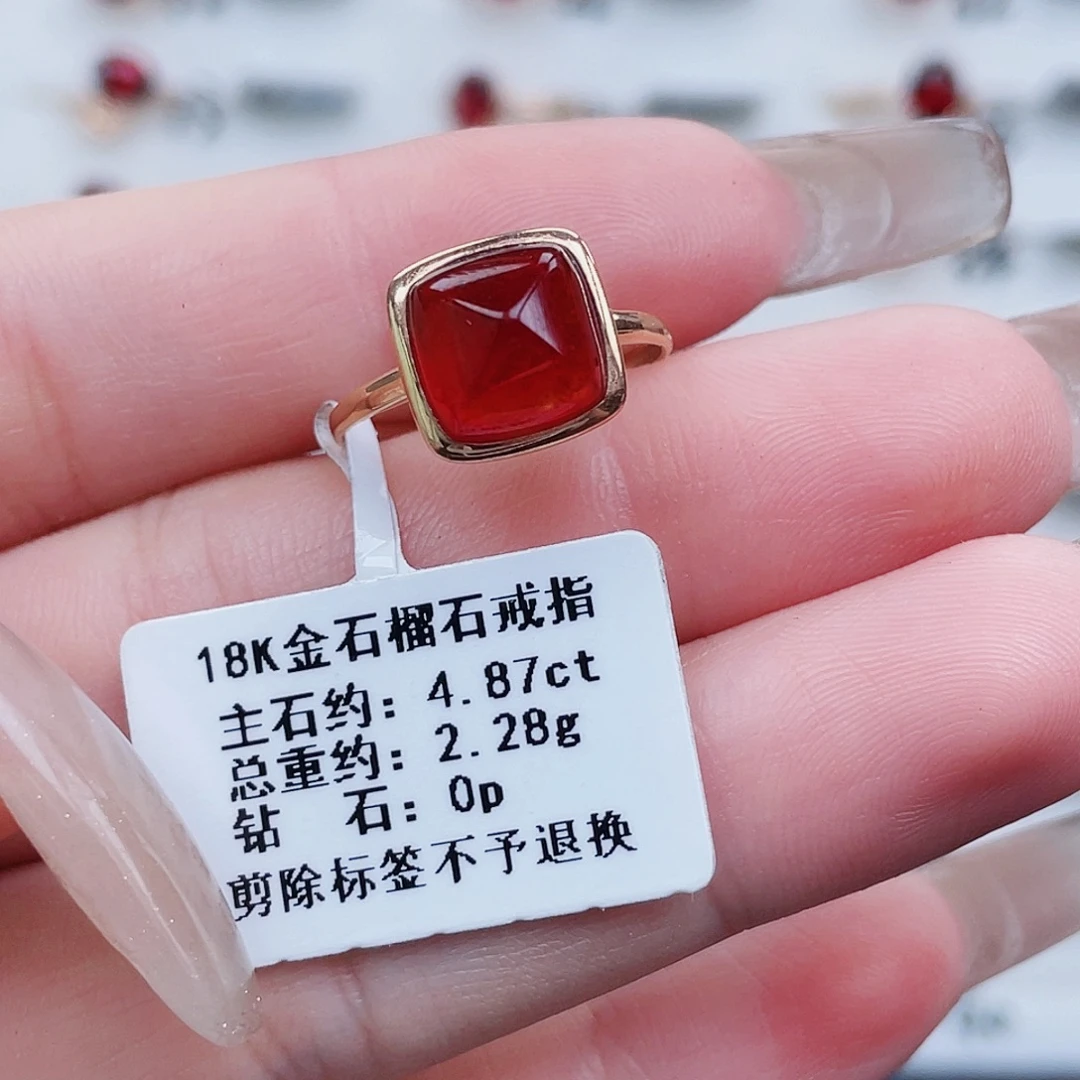 18K金石榴石戒指
主石约: 4.87ct
总重约: 2.28g
钻 石: 0p
剪除标签不予退换